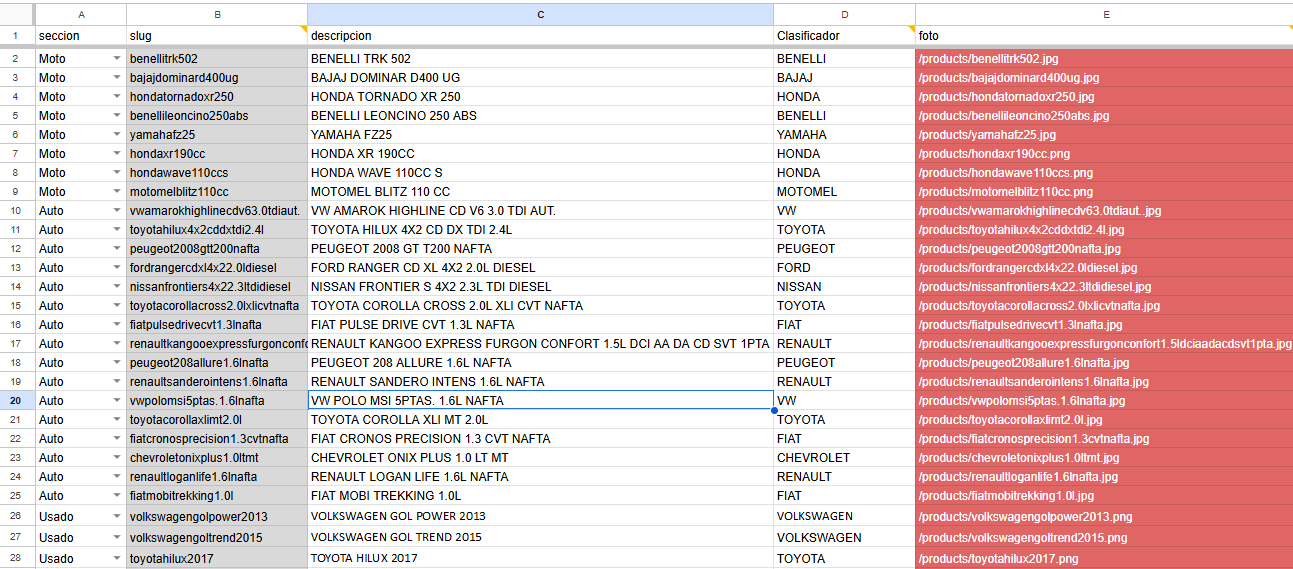 A B C D E
1 seccion slug descripcion Clasificador foto
2 Moto benellitrk502 BENELLI TRK 502 BENELLI /products/benellitrk502.jpg
3 Moto bajajdominard400ug BAJAJ DOMINAR D400 UG BAJAJ /products/bajajdominard400ug.jpg
4 Moto hondatornadoxr250 HONDA TORNADO XR 250 HONDA /products/hondatornadoxr250.jpg
5 Moto benellileoncino250abs BENELLI LEONCINO 250 ABS BENELLI /products/benellileoncino250abs.jpg
6 Moto yamahafz25 YAMAHA FZ25 YAMAHA /products/yamahafz25.jpg
7 Moto hondaxr190cc HONDA XR 190CC HONDA /products/hondaxr190cc.png
8 Moto hondawave110ccs HONDA WAVE 110CC S HONDA /products/hondawave110ccs.png
9 Moto motomelblitz110cc MOTOMEL BLITZ 110 CC MOTOMEL /products/motomelblitz110cc.png
10 Auto vwamarokhighlinecdv63.0tdiaut. VW AMAROK HIGHLINE CD V6 3.0 TDI AUT. VW /products/vwamarokhighlinecdv63.0tdiaut..jpg
11 Auto toyotahilux4x2cddxtdi2.4l TOYOTA HILUX 4X2 CD DX TDI 2.4L TOYOTA /products/toyotahilux4x2cddxtdi2.4l.jpg
12 Auto peugeot2008gtt200nafta PEUGEOT 2008 GT T200 NAFTA PEUGEOT /products/peugeot2008gtt200nafta.jpg
13 Auto fordrangercdxl4x22.0ldiesel FORD RANGER CD XL 4X2 2.0L DIESEL FORD /products/fordrangercdxl4x22.0ldiesel.jpg
14 Auto nissanfrontiers4x22.3ltdidiesel NISSAN FRONTIER S 4X2 2.3L TDI DIESEL NISSAN /products/nissanfrontiers4x22.3ltdidiesel.jpg
15 Auto toyotacorollacross2.0lxlicvtnafta TOYOTA COROLLA CROSS 2.0L XLI CVT NAFTA TOYOTA /products/toyotacorollacross2.0lxlicvtnafta.jpg
16 Auto fiatpulsedrivecvt1.3lnafta FIAT PULSE DRIVE CVT 1.3L NAFTA FIAT /products/fiatpulsedrivecvt1.3lnafta.jpg
17 Auto renaultkangooexpressfurgonconfo RENAULT KANGOO EXPRESS FURGON CONFORT 1.5L DCI AA DA CD SVT 1PTA RENAULT /products/renaultkangooexpressfurgonconfort1.5ldciaadacdsvt1pta.jpg
18 Auto peugeot208allure1.6lnafta PEUGEOT 208 ALLURE 1.6L NAFTA PEUGEOT /products/peugeot208allure1.6lnafta.jpg
19 Auto renaultsanderointens1.6lnafta RENAULT SANDERO INTENS 1.6L NAFTA RENAULT /products/renaultsanderointens1.6lnafta.jpg
20 Auto vwpolomsi5ptas.1.6lnafta VW POLO MSI 5PTAS. 1.6L NAFTA VW /products/vwpolomsi5ptas.1.6lnafta.jpg
21 Auto toyotacorollaxlimt2.0l TOYOTA COROLLA XLI MT 2.0L TOYOTA /products/toyotacorollaxlimt2.0l.jpg
22 Auto fiatcronosprecision1.3cvtnafta FIAT CRONOS PRECISION 1.3 CVT NAFTA FIAT /products/fiatcronosprecision1.3cvtnafta.jpg
23 Auto chevroletonixplus1.0ltmt CHEVROLET ONIX PLUS 1.0 LT MT CHEVROLET /products/chevroletonixplus1.0ltmt.jpg
24 Auto renaultloganlife1.6lnafta RENAULT LOGAN LIFE 1.6L NAFTA RENAULT /products/renaultloganlife1.6lnafta.jpg
25 Auto fiatmobitrekking1.0l FIAT MOBI TREKKING 1.0L FIAT /products/fiatmobitrekking1.0l.jpg
26 Usado volkswagengolpower2013 VOLKSWAGEN GOL POWER 2013 VOLKSWAGEN /products/volkswagengolpower2013.png
27 Usado volkswagengoltrend2015 VOLKSWAGEN GOL TREND 2015 VOLKSWAGEN /products/volkswagengoltrend2015.png
28 Usado toyotahilux2017 TOYOTA HILUX 2017 TOYOTA /products/toyotahilux2017.png